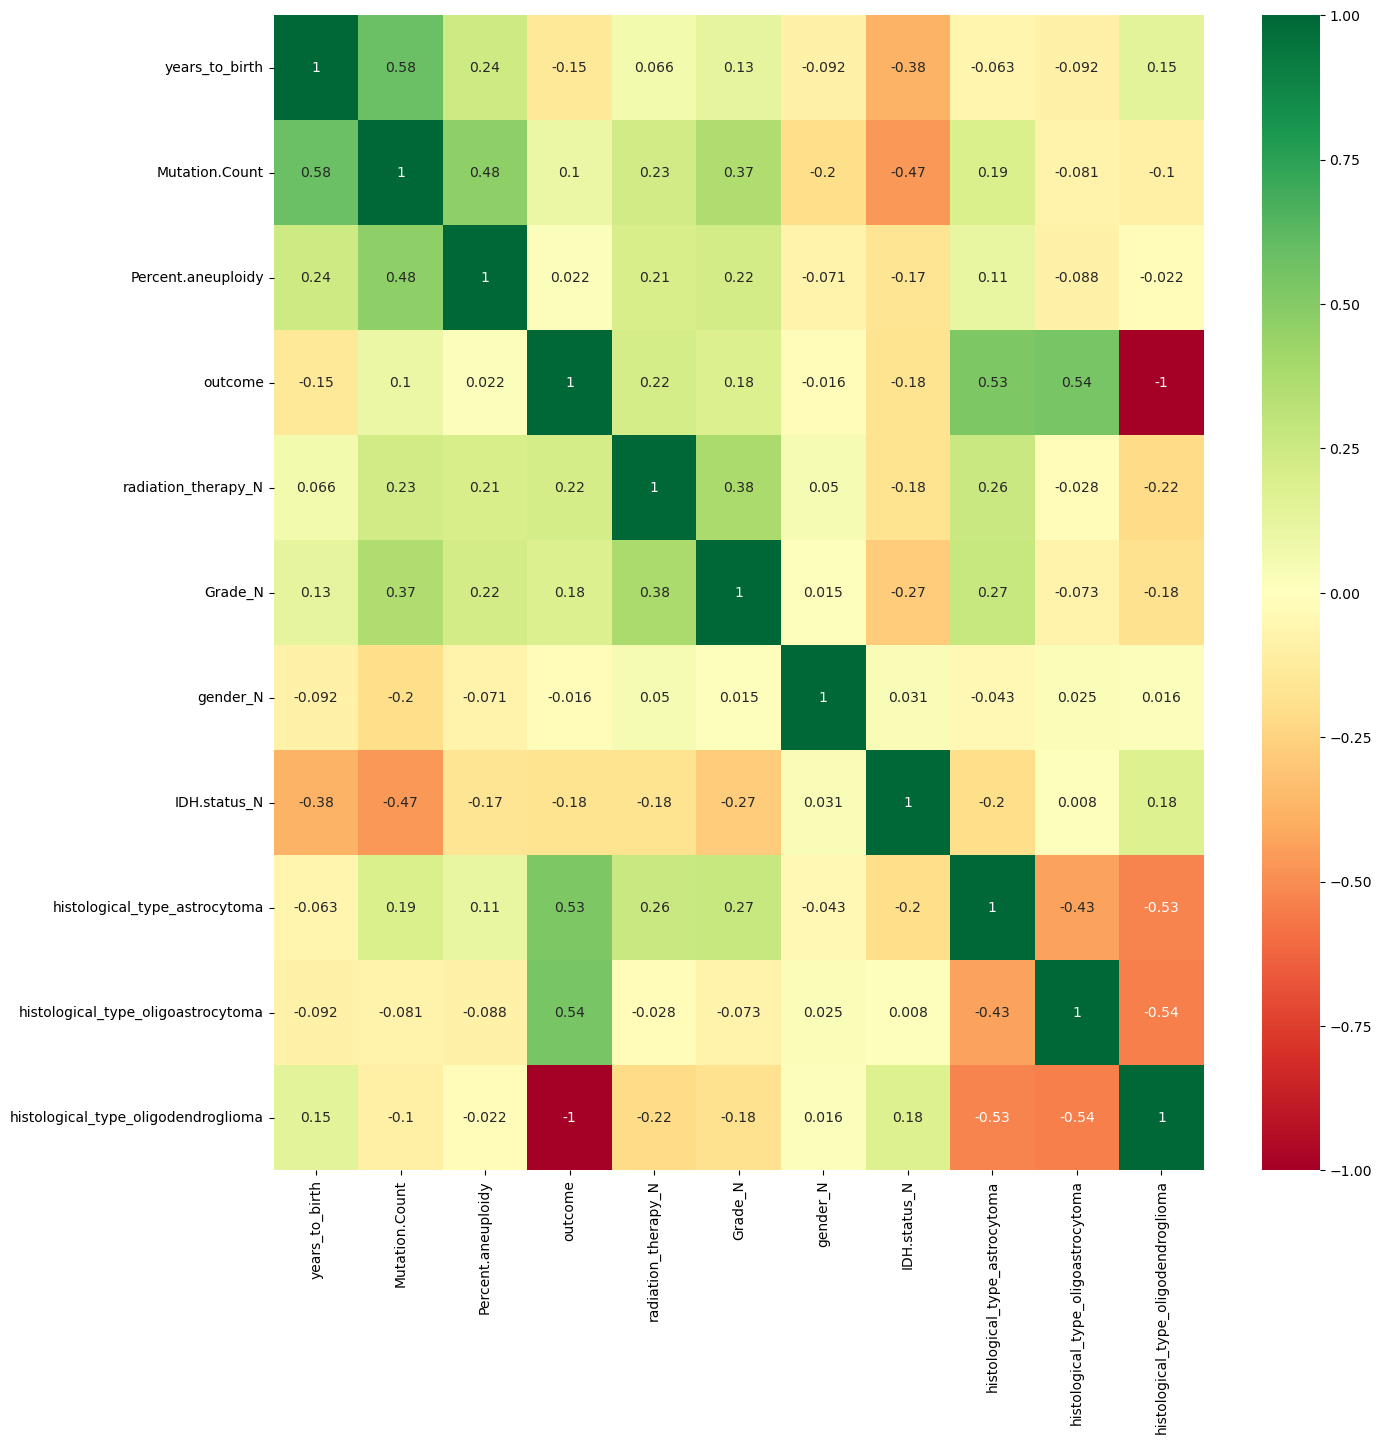 years_to_birth 1 0.58 0.24 -0.15 0.066 0.13 -0.092 -0.38 -0.063 -0.092 0.15
Mutation.Count 0.58 1 0.48 0.1 0.23 0.37 -0.2 -0.47 0.19 -0.081 -0.1
Percent.aneuploidy 0.24 0.48 1 0.022 0.21 0.22 -0.071 -0.17 0.11 -0.088 -0.022
outcome -0.15 0.1 0.022 1 0.22 0.18 -0.016 -0.18 0.53 0.54 -1
radiation_therapy_N 0.066 0.23 0.21 0.22 1 0.38 0.05 -0.18 0.26 -0.028 -0.22
Grade_N 0.13 0.37 0.22 0.18 0.38 1 0.015 -0.27 0.27 -0.073 -0.18
gender_N -0.092 -0.2 -0.071 -0.016 0.05 0.015 1 0.031 -0.043 0.025 0.016
IDH.status_N -0.38 -0.47 -0.17 -0.18 -0.18 -0.27 0.031 1 -0.2 0.008 0.18
histological_type_astrocytoma -0.063 0.19 0.11 0.53 0.26 0.27 -0.043 -0.2 1 -0.43 -0.53
histological_type_oligoastrocytoma -0.092 -0.081 -0.088 0.54 -0.028 -0.073 0.025 0.008 -0.43 1 -0.54
histological_type_oligodendroglioma 0.15 -0.1 -0.022 -1 -0.22 -0.18 0.016 0.18 -0.53 -0.54 1
years_to_birth
Mutation.Count
Percent.aneuploidy
outcome
radiation_therapy_N
Grade_N
gender_N
IDH.status_N
histological_type_astrocytoma
histological_type_oligoastrocytoma
histological_type_oligodendroglioma
1.00
0.75
0.50
0.25
0.00
−0.25
−0.50
−0.75
−1.00